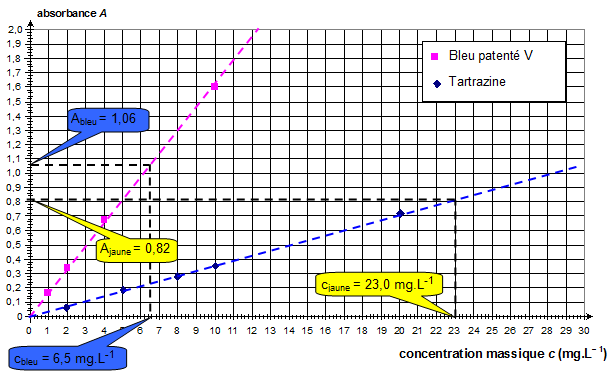 absorbance A
2,0
1,9
1,8
1,7
1,6
1,5
1,4
1,3
1,2
1,1
1,0
0,9
0,8
0,7
0,6
0,5
0,4
0,3
0,2
0,1
0
Bleu patenté V
Tartrazine
Ableu = 1,06
Ajaune = 0,82
cjaune = 23,0 mg.L-1
0 1 2 3 4 5 6 7 8 9 10 11 12 13 14 15 16 17 18 19 20 21 22 23 24 25 26 27 28 29 30
cbleu = 6,5 mg.L-1
concentration massique c (mg.L– 1)